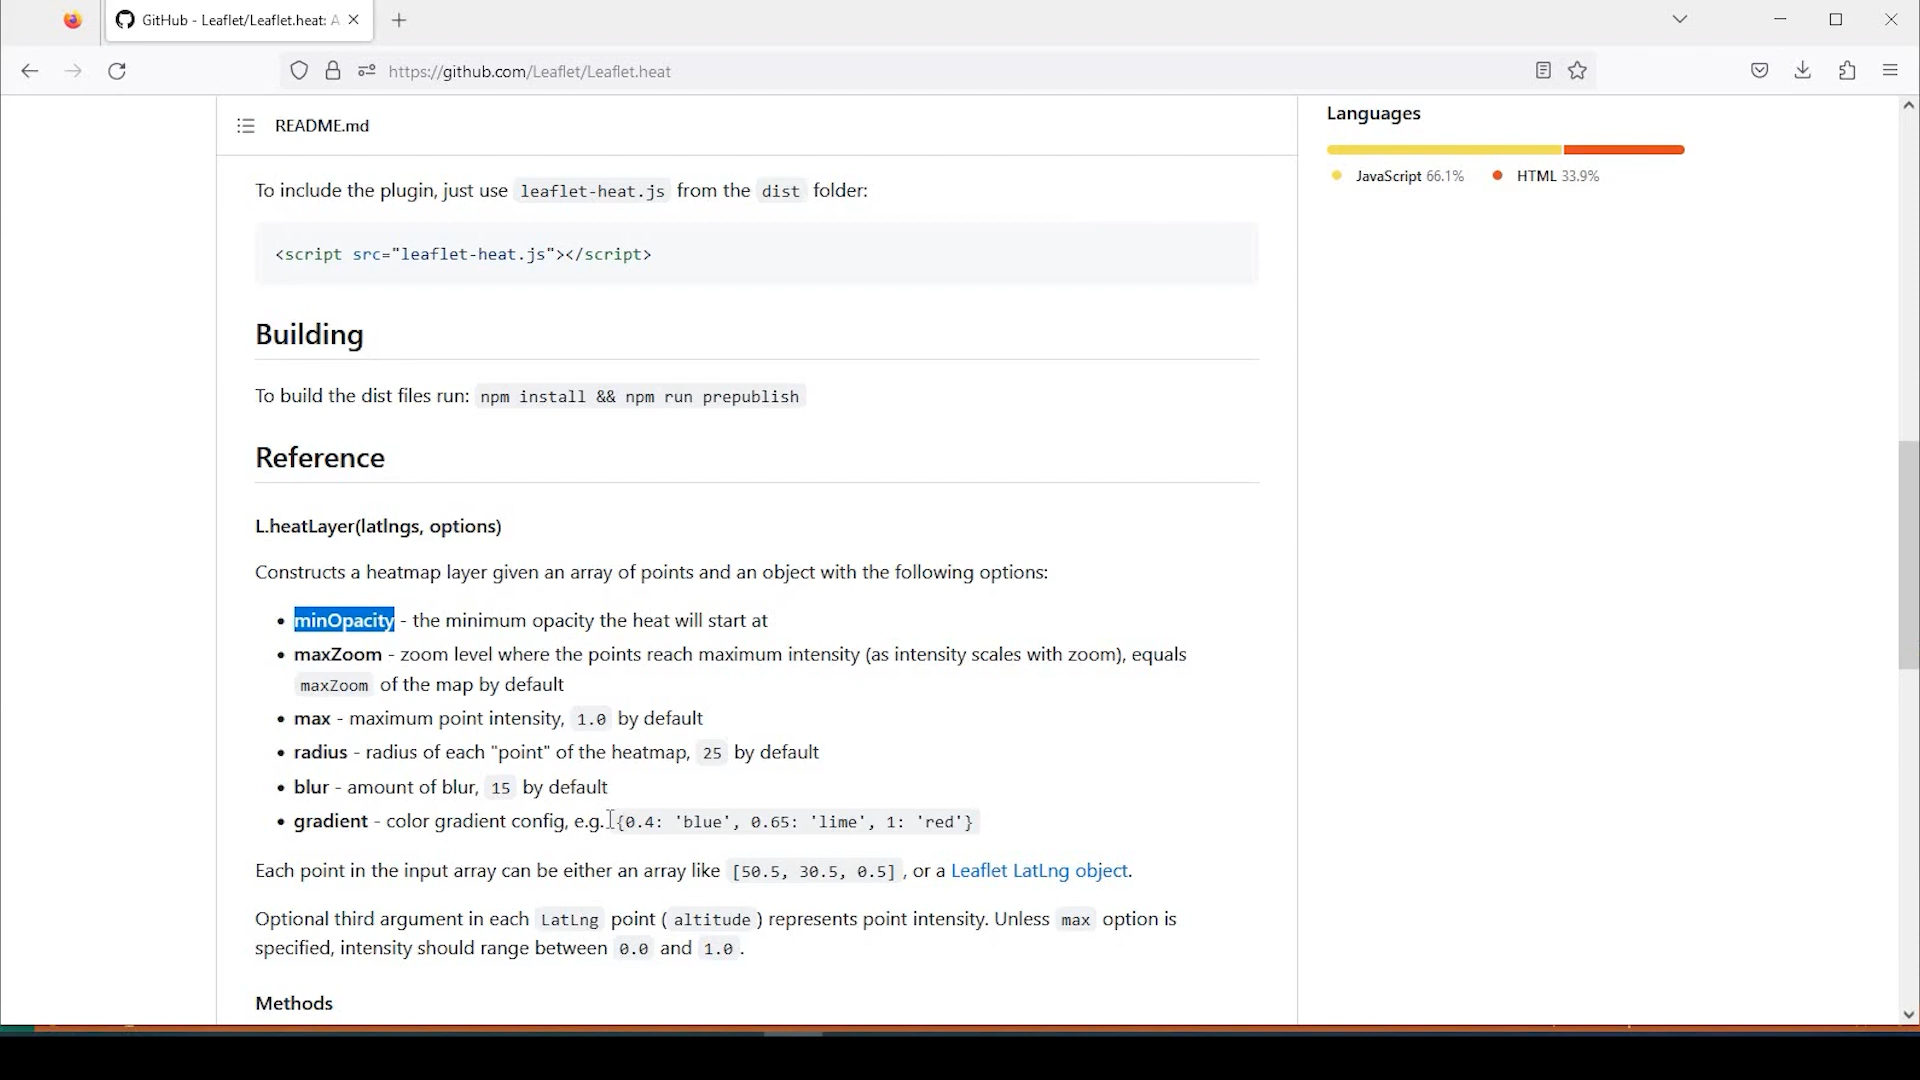 GitHub - Leaflet/Leaflet.heat: A
https://github.com/Leaflet/Leaflet.heat
README.md
To include the plugin, just use leaflet-heat.js from the dist folder:
<script src="leaflet-heat.js"></script>
Building
To build the dist files run: npm install && npm run prepublish
Reference
L.heatLayer(latlngs, options)
Constructs a heatmap layer given an array of points and an object with the following options:
• minOpacity - the minimum opacity the heat will start at
• maxZoom - zoom level where the points reach maximum intensity (as intensity scales with zoom), equals
maxZoom of the map by default
• max - maximum point intensity, 1.0 by default
• radius - radius of each "point" of the heatmap, 25 by default
• blur - amount of blur, 15 by default
• gradient - color gradient config, e.g. {0.4: 'blue', 0.65: 'lime', 1: 'red'}
Each point in the input array can be either an array like [50.5, 30.5, 0.5], or a Leaflet LatLng object.
Optional third argument in each LatLng point (altitude) represents point intensity. Unless max option is
specified, intensity should range between 0.0 and 1.0.
Methods
Languages
JavaScript 66.1% HTML 33.9%